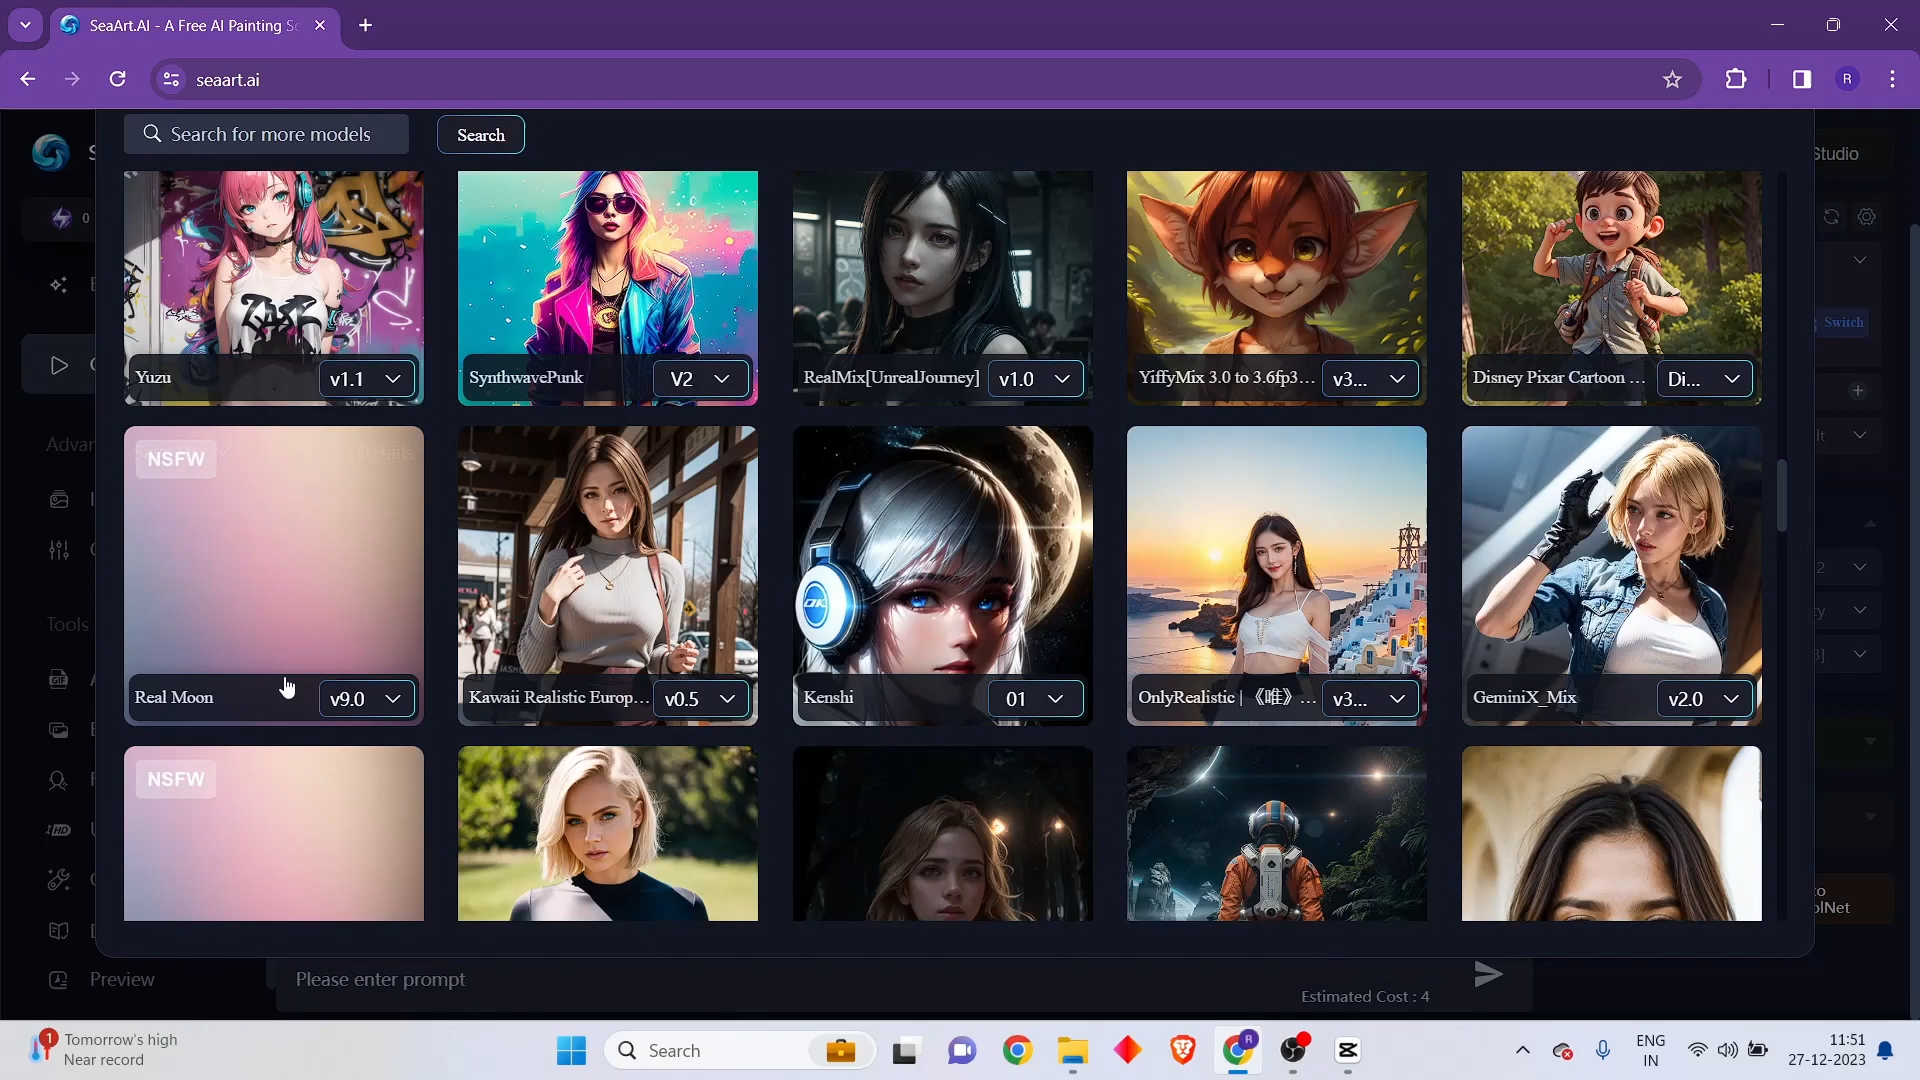 SeaArt.AI - A Free AI Painting
seaart.ai
R
Search for more models
Search
Studio
0
Switch
Yuzu
v1.1
SynthwavePunk
V2
RealMix[UnrealJourney]
v1.0
YiffyMix 3.0 to 3.6fp3...
v3...
Disney Pixar Cartoon ...
Di...
NSFW
Details
Real Moon
v9.0
Kawaii Realistic Europ...
v0.5
Kenshi
01
OnlyRealistic | 《唯》 ...
v3...
GeminiX_Mix
v2.0
NSFW
Tools
Preview
Please enter prompt
Estimated Cost : 4
1
Tomorrow's high
Near record
Search
R
ENG
IN
11:51
27-12-2023